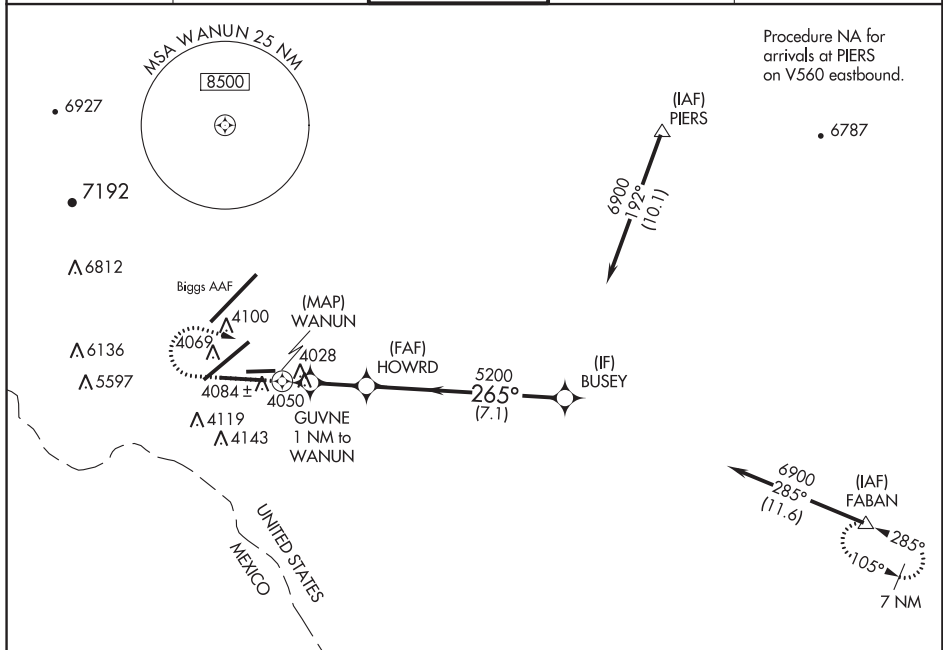 MSA WANUN 25 NM
8500
Procedure NA for
arrivals at PIERS
on V560 eastbound.
6927
(IAF)
PIERS
6787
7192
6900
192°
(10.1)
6812
Biggs AAF
4100
(MAP)
WANUN
4069
6136
4028
(FAF)
HOWRD
(IF)
BUSEY
5597
5200
265°
(7.1)
4084 ±
4050
4119
4143
GUVNE
1 NM to
WANUN
6900
285°
(11.6)
(IAF)
FABAN
285°
105°
7 NM
UNITED STATES
MEXICO